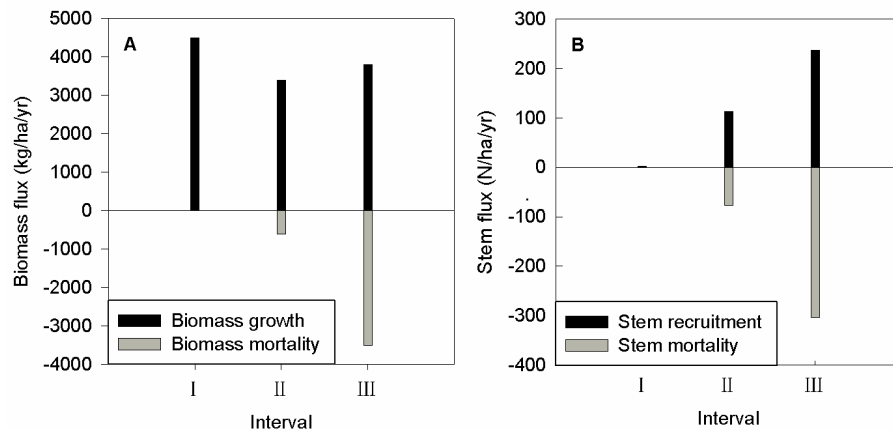 A
Biomass flux (kg/ha/yr)
5000
4000
3000
2000
1000
0
-1000
-2000
-3000
-4000
Biomass growth
Biomass mortality
I II III
Interval
B
Stem flux (N/ha/yr)
300
200
100
0
-100
-200
-300
-400
Stem recruitment
Stem mortality
I II III
Interval